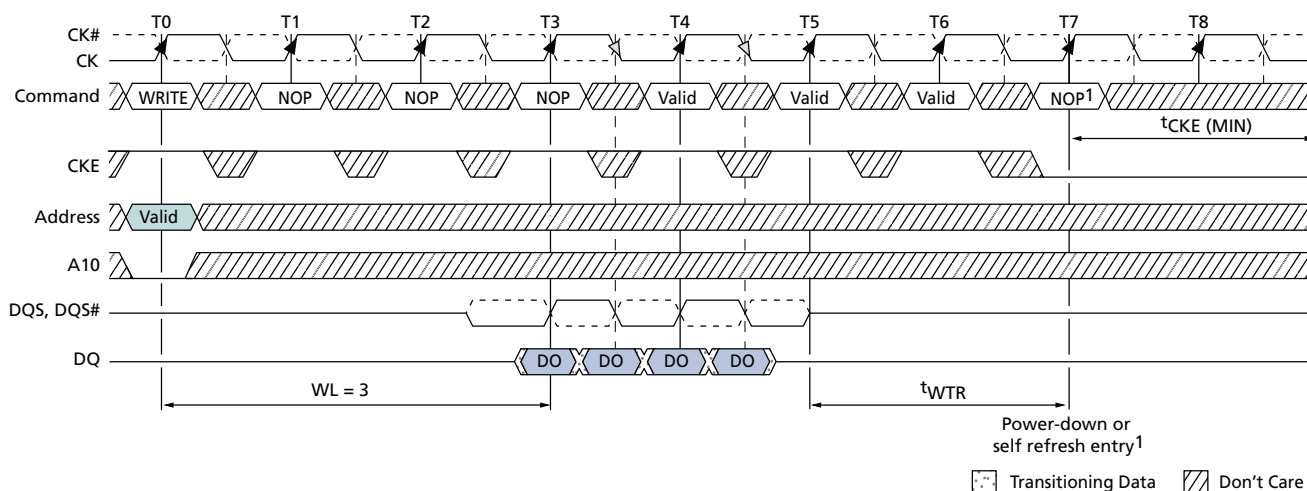 T0 T1 T2 T3 T4 T5 T6 T7 T8
CK#
CK
Command WRITE NOP NOP NOP Valid Valid Valid NOP1
tCKE (MIN)
CKE
Address Valid
A10
DQS, DQS#
DQ DO DO DO DO
WL = 3 tWTR
Power-down or
self refresh entry1
Transitioning Data Don't Care